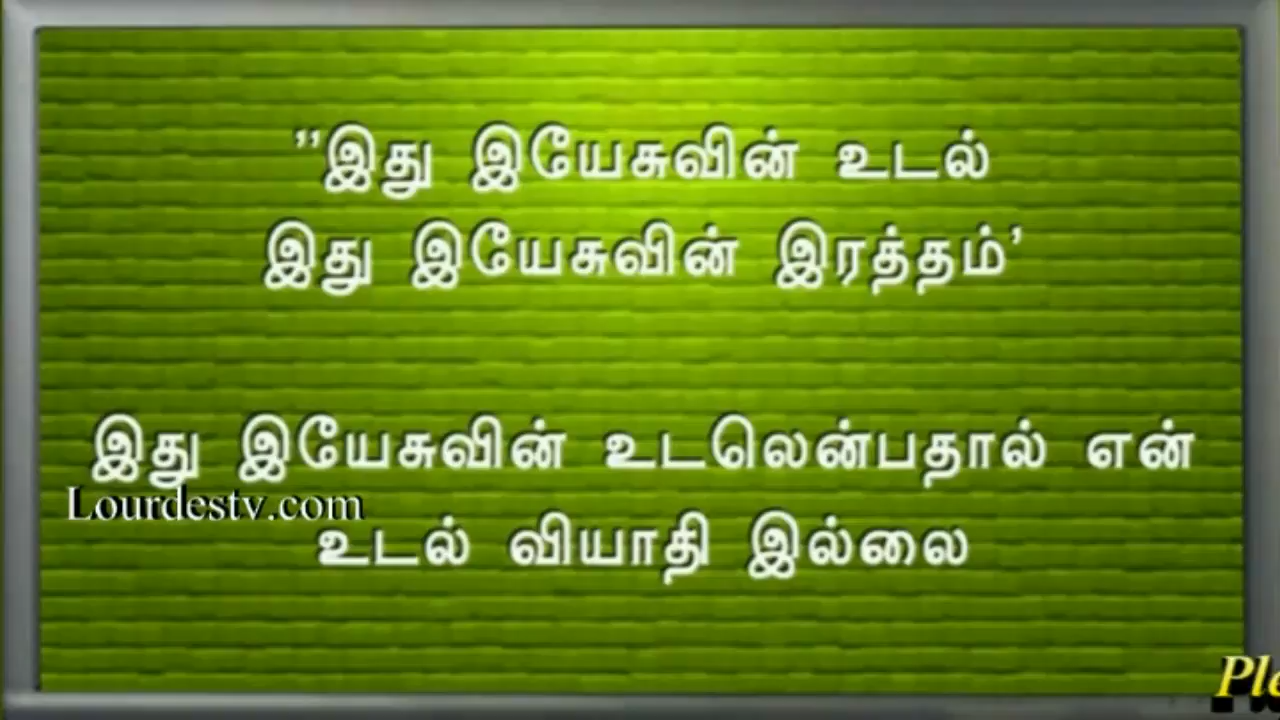 ”இது இயேசுவின் உடல்
இது இயேசுவின் இரத்தம்’
இது இயேசுவின் உடலென்பதால் என்
Lourdestv.com
உடல் வியாதி இல்லை